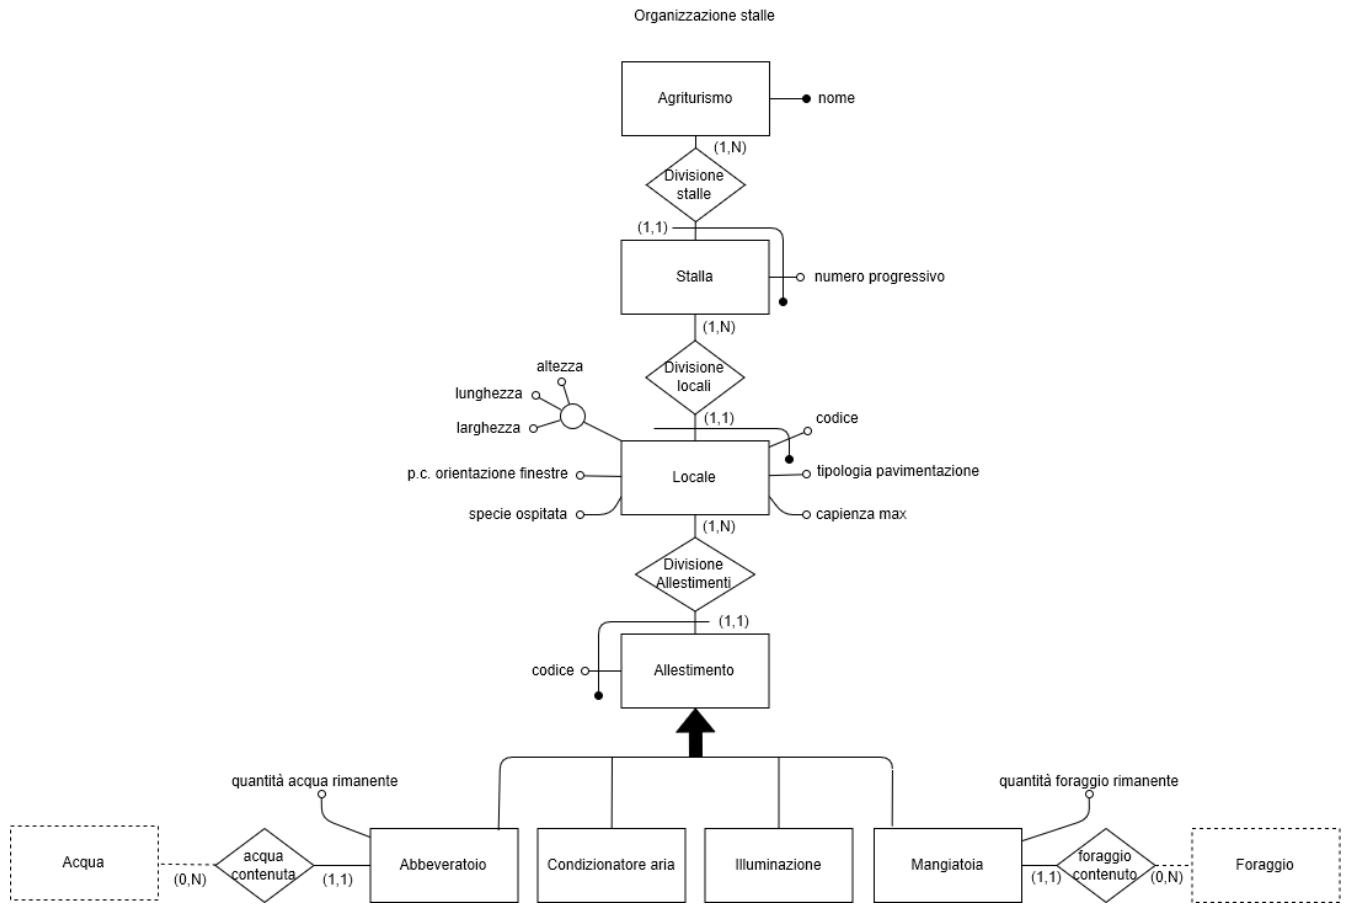 Organizzazione stalle
Agriturismo
nome
(1,N)
Divisione
stalle
(1,1)
Stalla
numero progressivo
(1,N)
altezza
Divisione
locali
lunghezza
larghezza
(1,1)
codice
p.c. orientazione finestre
Locale
tipologia pavimentazione
specie ospitata
capienza max
(1,N)
Divisione
Allestimenti
(1,1)
codice
Allestimento
quantità acqua rimanente
quantità foraggio rimanente
Acqua
(0,N)
acqua
contenuta
(1,1)
Abbeveratoio
Condizionatore aria
Illuminazione
Mangiatoia
(1,1)
foraggio
contenuto
(0,N)
Foraggio